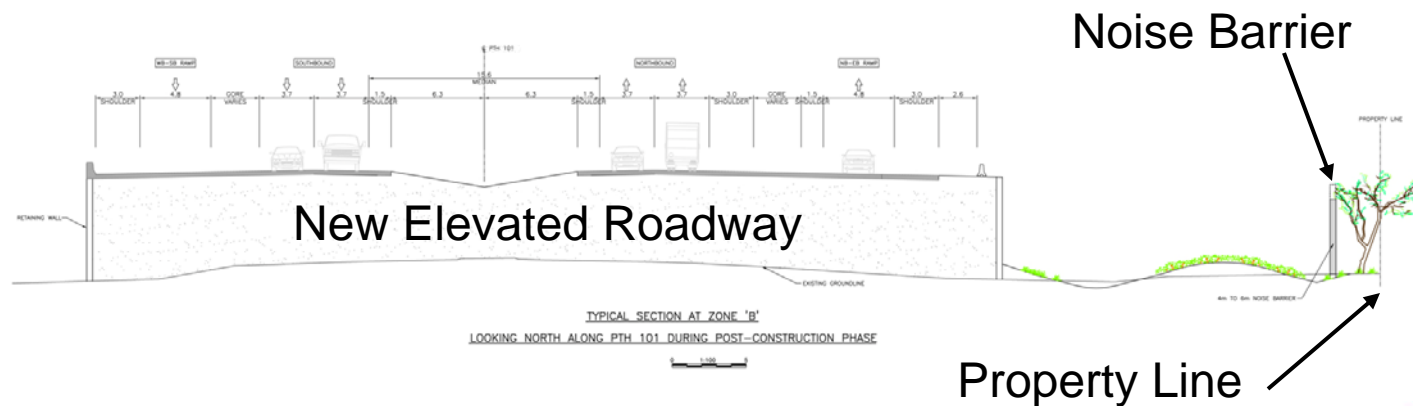 Noise Barrier
℄ PTH 101
WB-SB RAMP
SOUTHBOUND
NORTHBOUND
NB-EB RAMP
15.6
MEDIAN
3.0 4.8 GORE 3.7 3.7 1.5 6.3 6.3 1.5 3.7 3.7 3.0 GORE 1.5 4.8 3.0 2.6
SHOULDER VARIES SHOULDER SHOULDER SHOULDER VARIES SHOULDER
PROPERTY LINE
RETAINING WALL
New Elevated Roadway
EXISTING GROUNDLINE
4m TO 6m NOISE BARRIER
TYPICAL SECTION AT ZONE 'B'
LOOKING NORTH ALONG PTH 101 DURING POST-CONSTRUCTION PHASE
0 1:100 5
Property Line